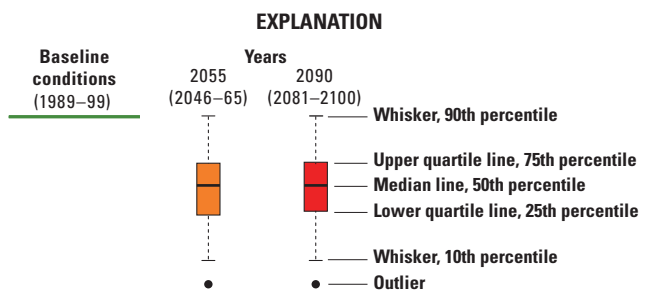 EXPLANATION
Baseline
conditions
(1989–99)
Years
2055
(2046–65)
2090
(2081–2100)
Whisker, 90th percentile
Upper quartile line, 75th percentile
Median line, 50th percentile
Lower quartile line, 25th percentile
Whisker, 10th percentile
Outlier